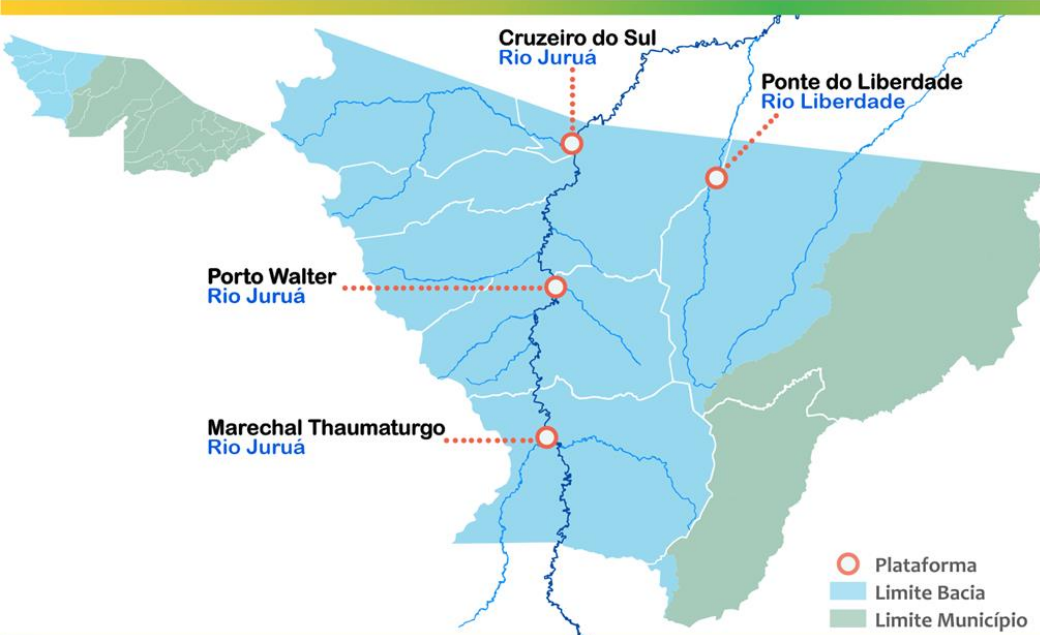 Cruzeiro do Sul
Rio Juruá
Ponte do Liberdade
Rio Liberdade
Porto Walter
Rio Juruá
Marechal Thaumaturgo
Rio Juruá
Plataforma
Limite Bacia
Limite Município